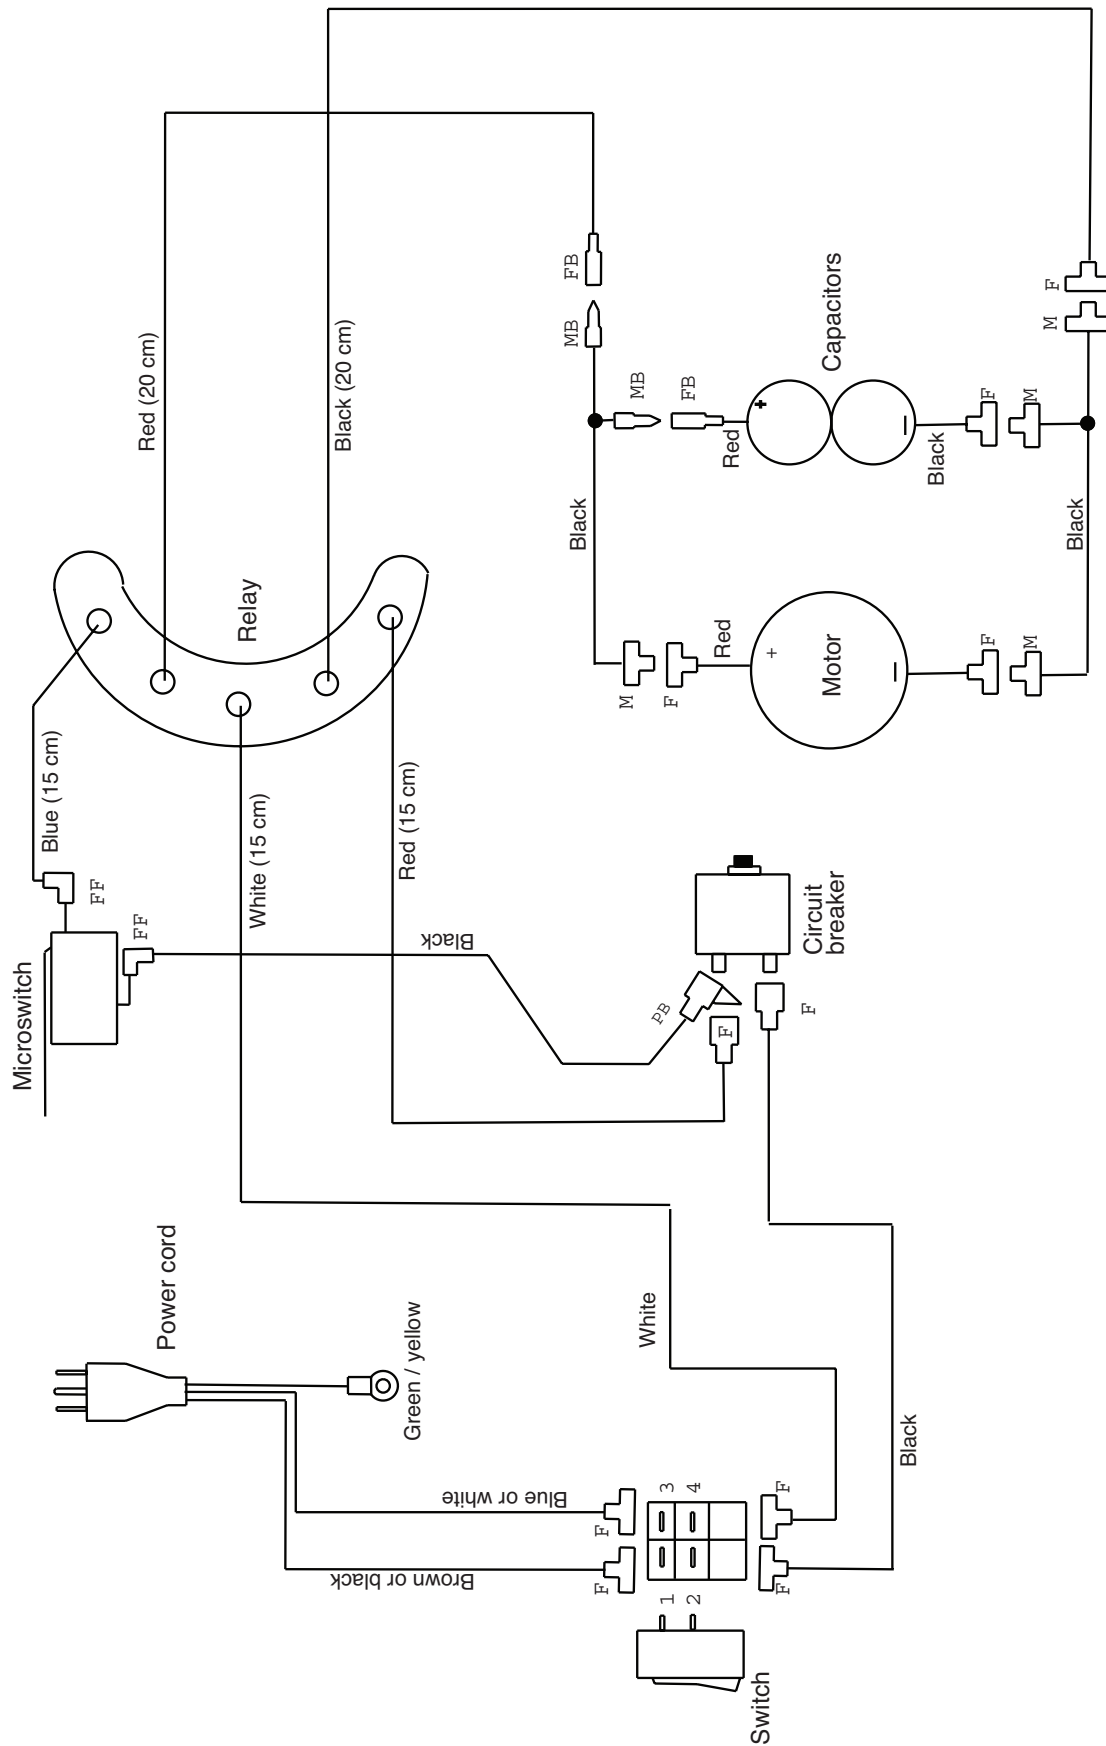 Microswitch
FF
FF
Blue (15 cm)
Relay
Red (20 cm)
Black (20 cm)
White (15 cm)
Red (15 cm)
Black
Power cord
Green / yellow
Blue or white
Brown or black
F
F
3
4
1
2
F
F
Switch
White
Black
PB
F
F
Circuit
breaker
FB
MB
MB
FB
Red
Capacitors
+
–
Black
F
M
M
F
Black
Black
M
F
Red
+
Motor
–
F
M